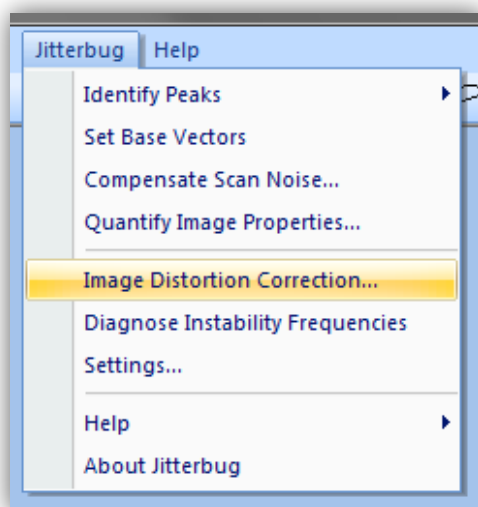 Jitterbug Help
Identify Peaks
Set Base Vectors
Compensate Scan Noise...
Quantify Image Properties...
Image Distortion Correction...
Diagnose Instability Frequencies
Settings...
Help
About Jitterbug